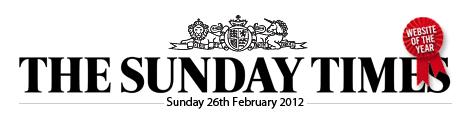 WEBSITE
OF THE
YEAR
THE SUNDAY TIMES
Sunday 26th February 2012